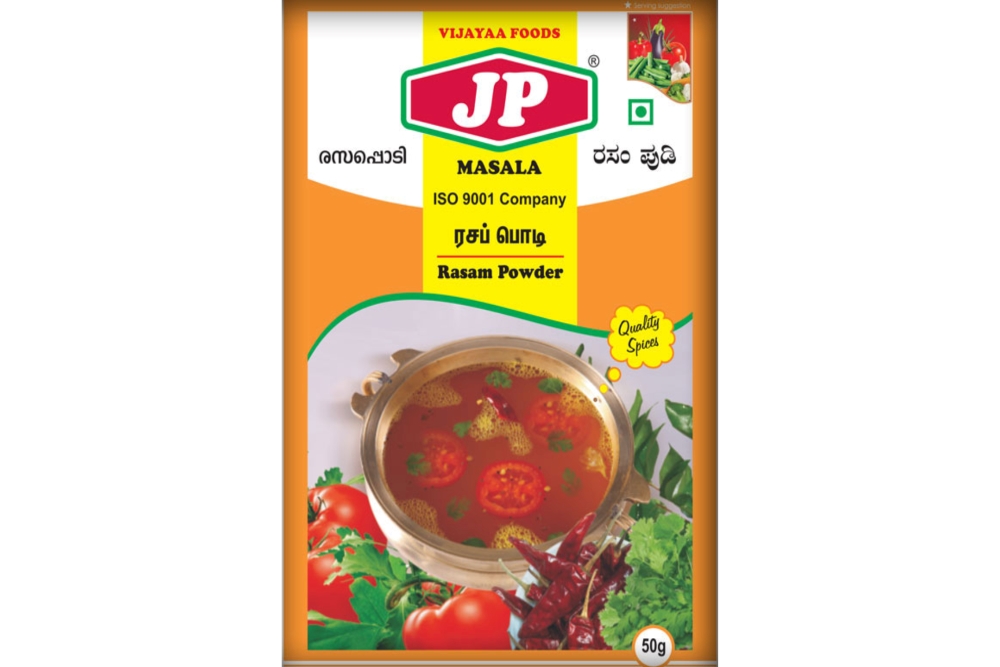 ★ Serving suggestion
VIJAYAA FOODS
JP ®
MASALA
രസപ്പൊടി
ರಸಂ ಪುಡಿ
ISO 9001 Company
ரசப் பொடி
Rasam Powder
Quality
Spices
50g